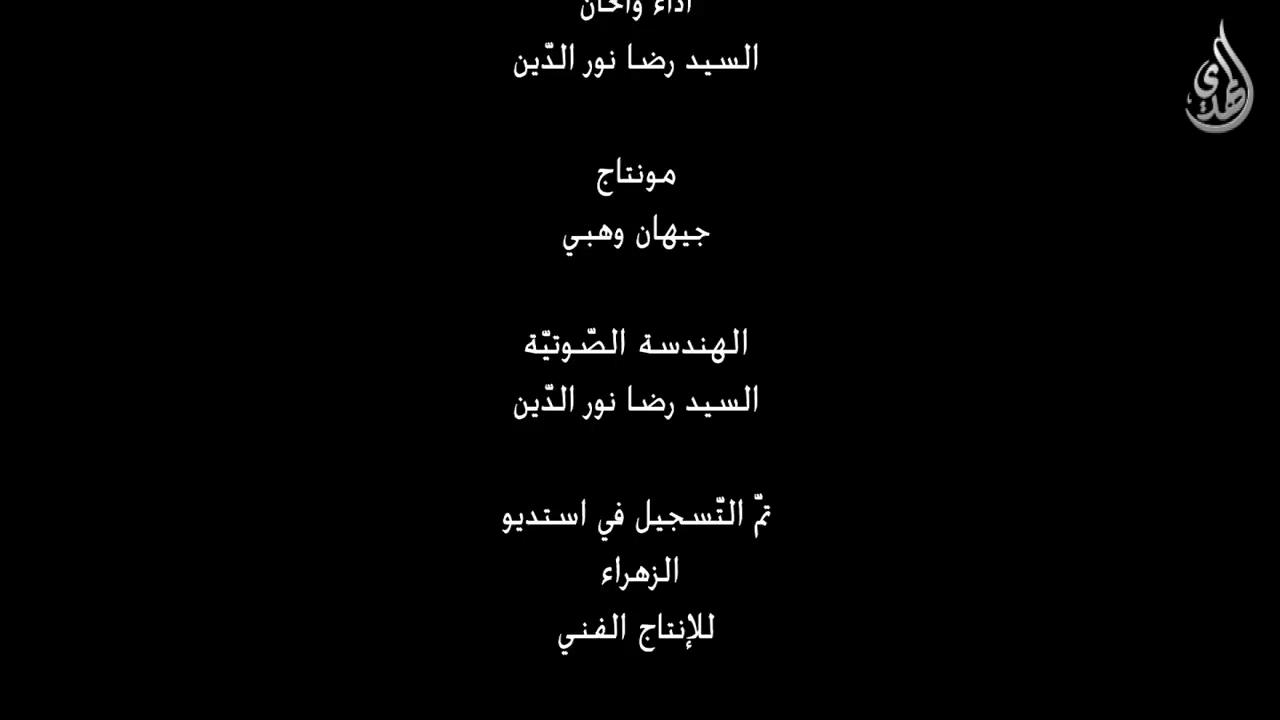 أداء وألحان
السيد رضا نور الدّين
مونتاج
جيهان وهبي
الهندسة الصّوتيّة
السيد رضا نور الدّين
تمّ التّسجيل في استديو
الزهراء
للإنتاج الفني
المهدي